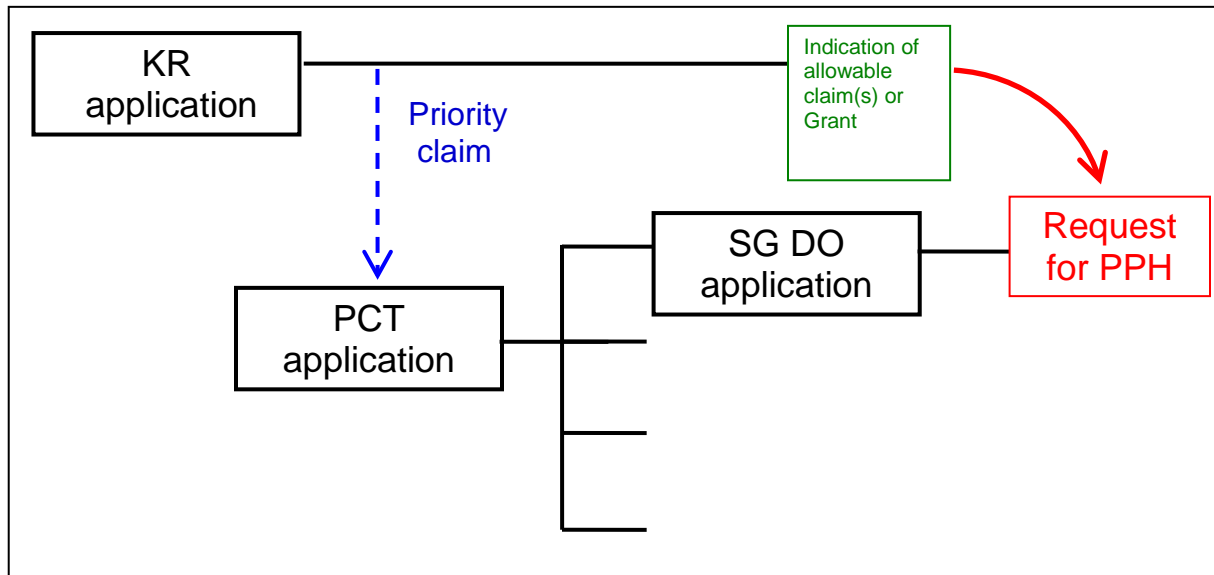 KR
application
Indication of
allowable
claim(s) or
Grant
Priority
claim
SG DO
application
Request
for PPH
PCT
application